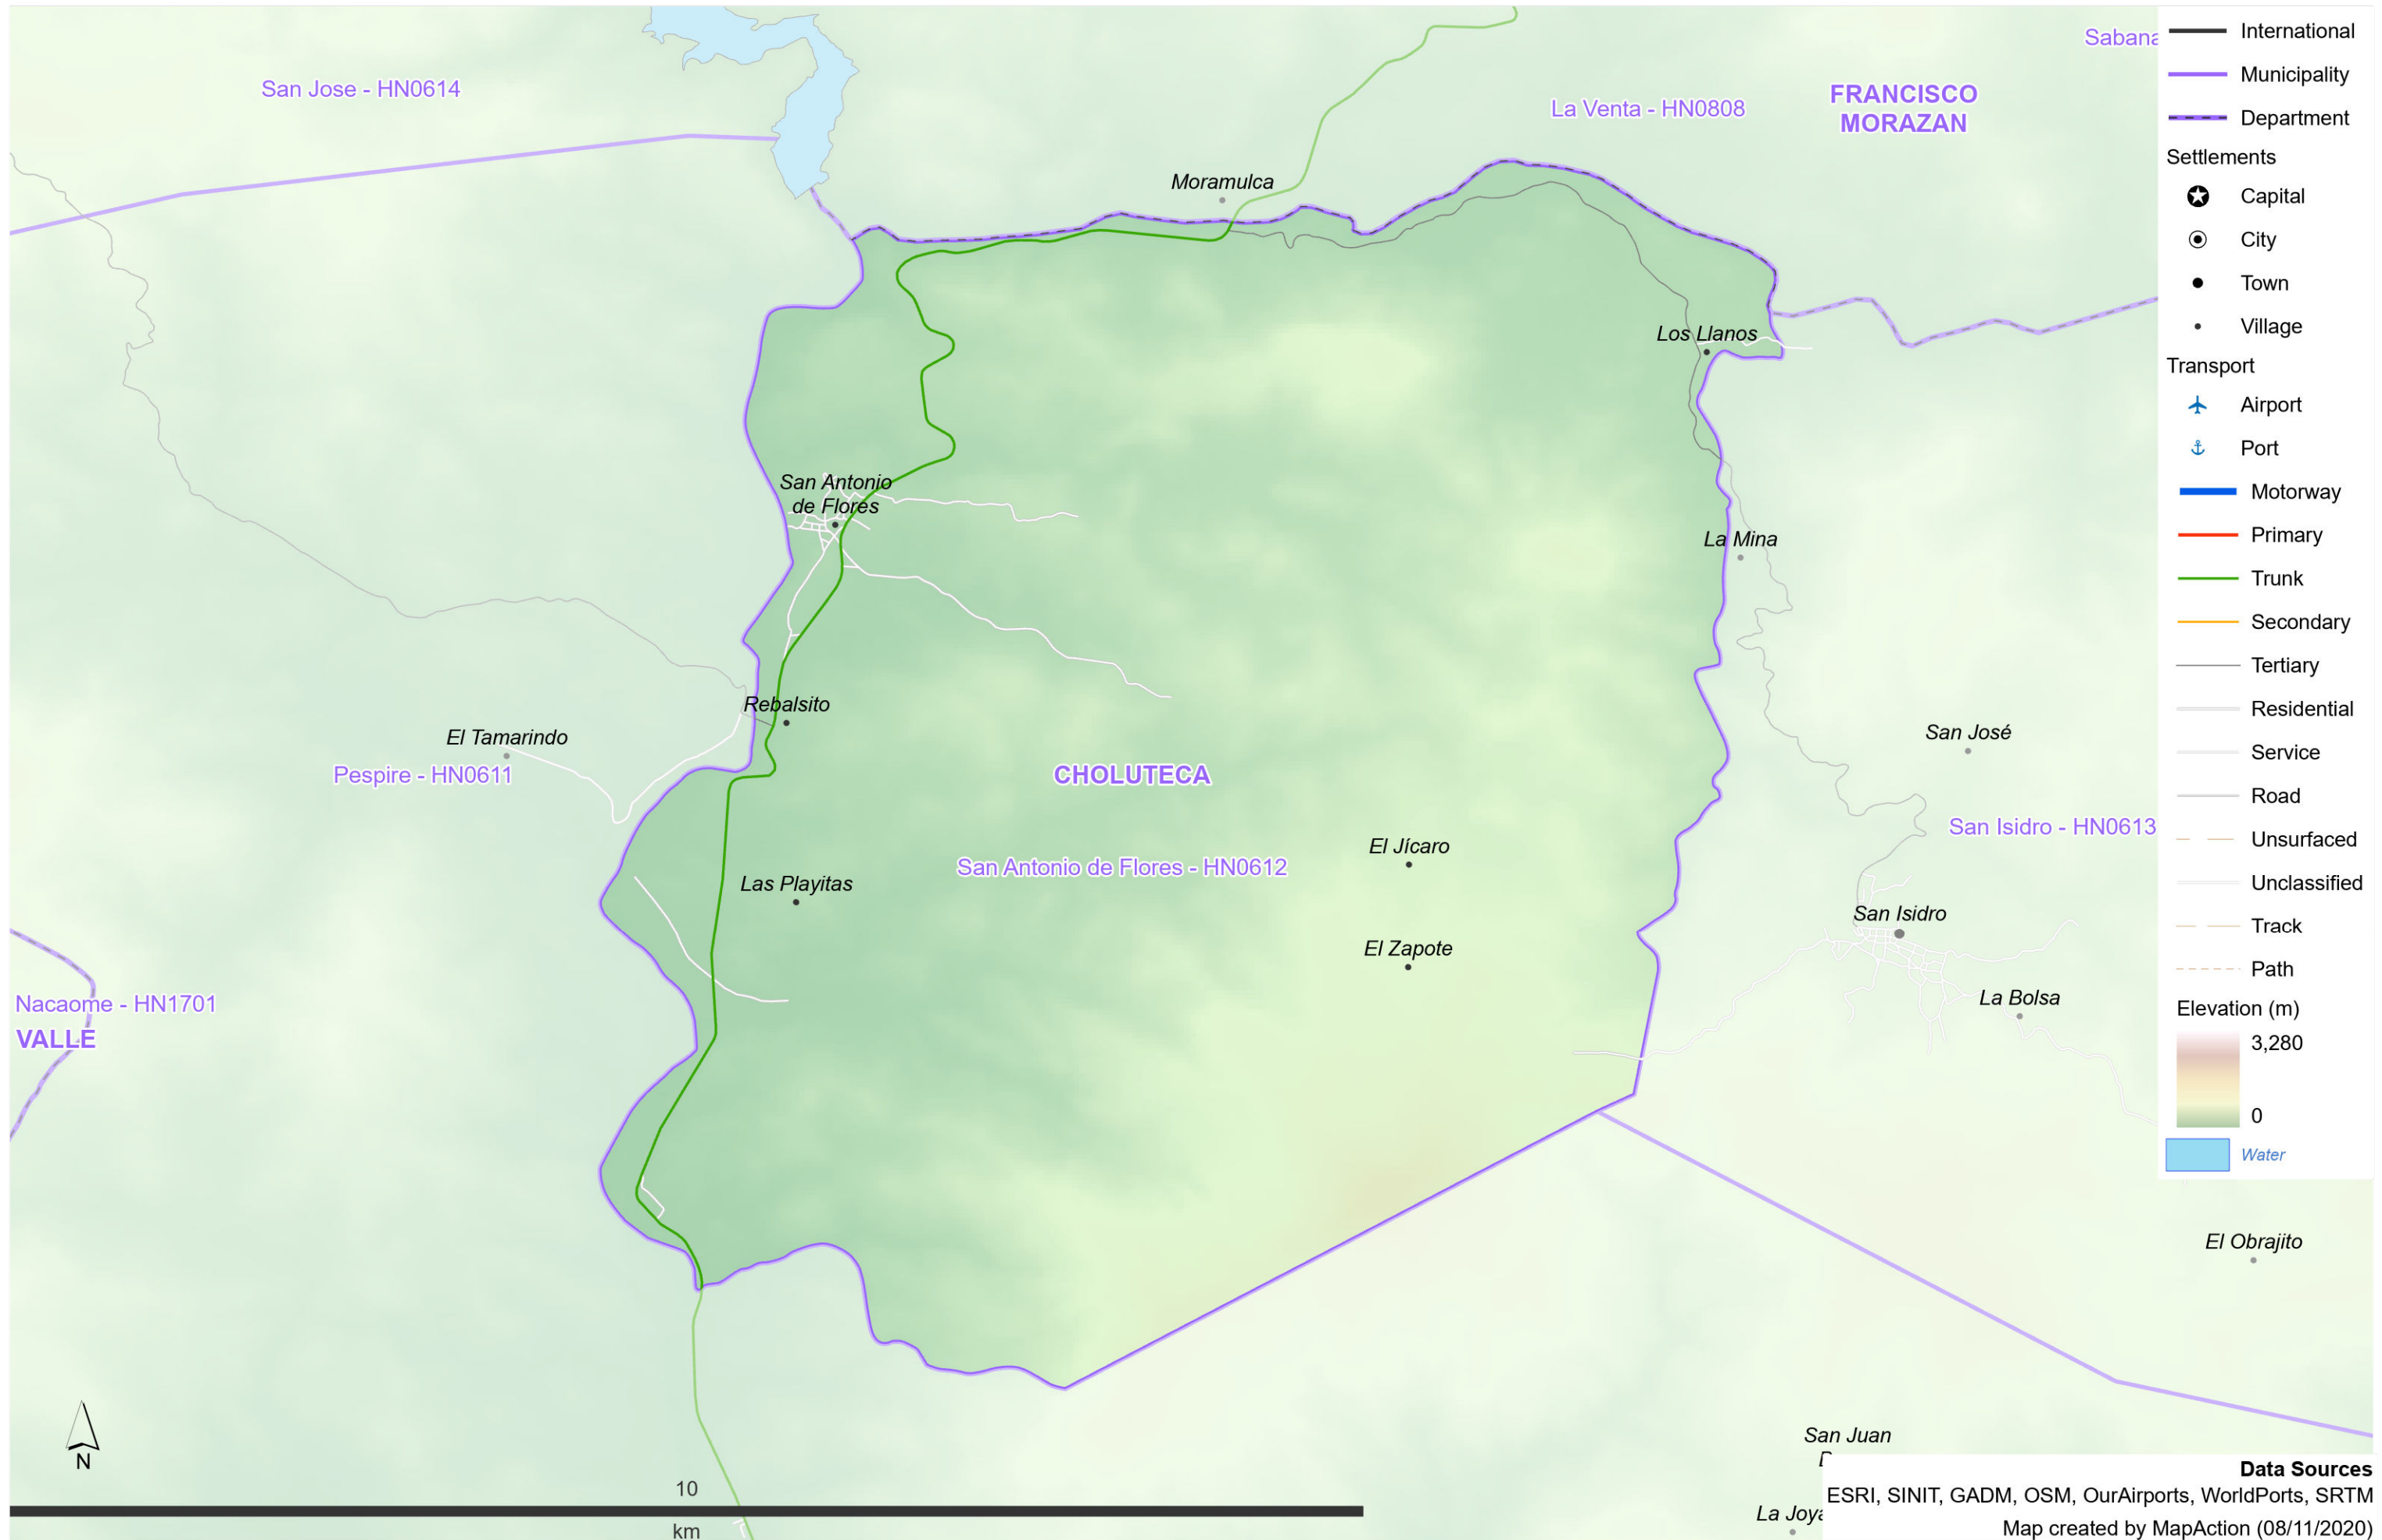 San Jose - HN0614
La Venta - HN0808
FRANCISCO
MORAZAN
Moramulca
Los Llanos
San Antonio
de Flores
La Mina
Rebalsito
El Tamarindo
Pespire - HN0611
CHOLUTECA
San José
San Isidro - HN0613
El Jícaro
San Antonio de Flores - HN0612
Las Playitas
San Isidro
El Zapote
La Bolsa
Nacaome - HN1701
VALLE
El Obrajito
San Juan
La Joya
N
10
km
International
Municipality
Department
Settlements
Capital
City
Town
Village
Transport
Airport
Port
Motorway
Primary
Trunk
Secondary
Tertiary
Residential
Service
Road
Unsurfaced
Unclassified
Track
Path
Elevation (m)
3,280
0
Water
Data Sources
ESRI, SINIT, GADM, OSM, OurAirports, WorldPorts, SRTM
Map created by MapAction (08/11/2020)